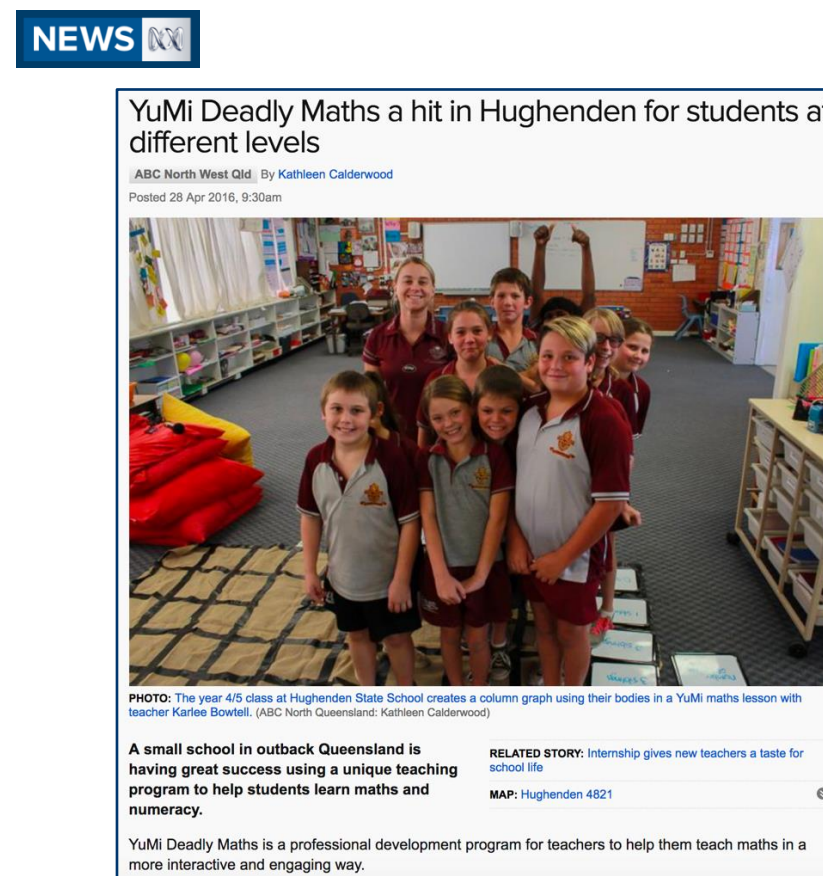 NEWS
YuMi Deadly Maths a hit in Hughenden for students
different levels
ABC North West Qld By Kathleen Calderwood
Posted 28 Apr 2016, 9:30am
PHOTO: The year 4/5 class at Hughenden State School creates a column graph using their bodies in a YuMi maths lesson with
teacher Karlee Bowtell. (ABC North Queensland: Kathleen Calderwood)
A small school in outback Queensland is
having great success using a unique teaching
program to help students learn maths and
numeracy.
RELATED STORY: Internship gives new teachers a taste for
school life
MAP: Hughenden 4821
YuMi Deadly Maths is a professional development program for teachers to help them teach maths in a
more interactive and engaging way.